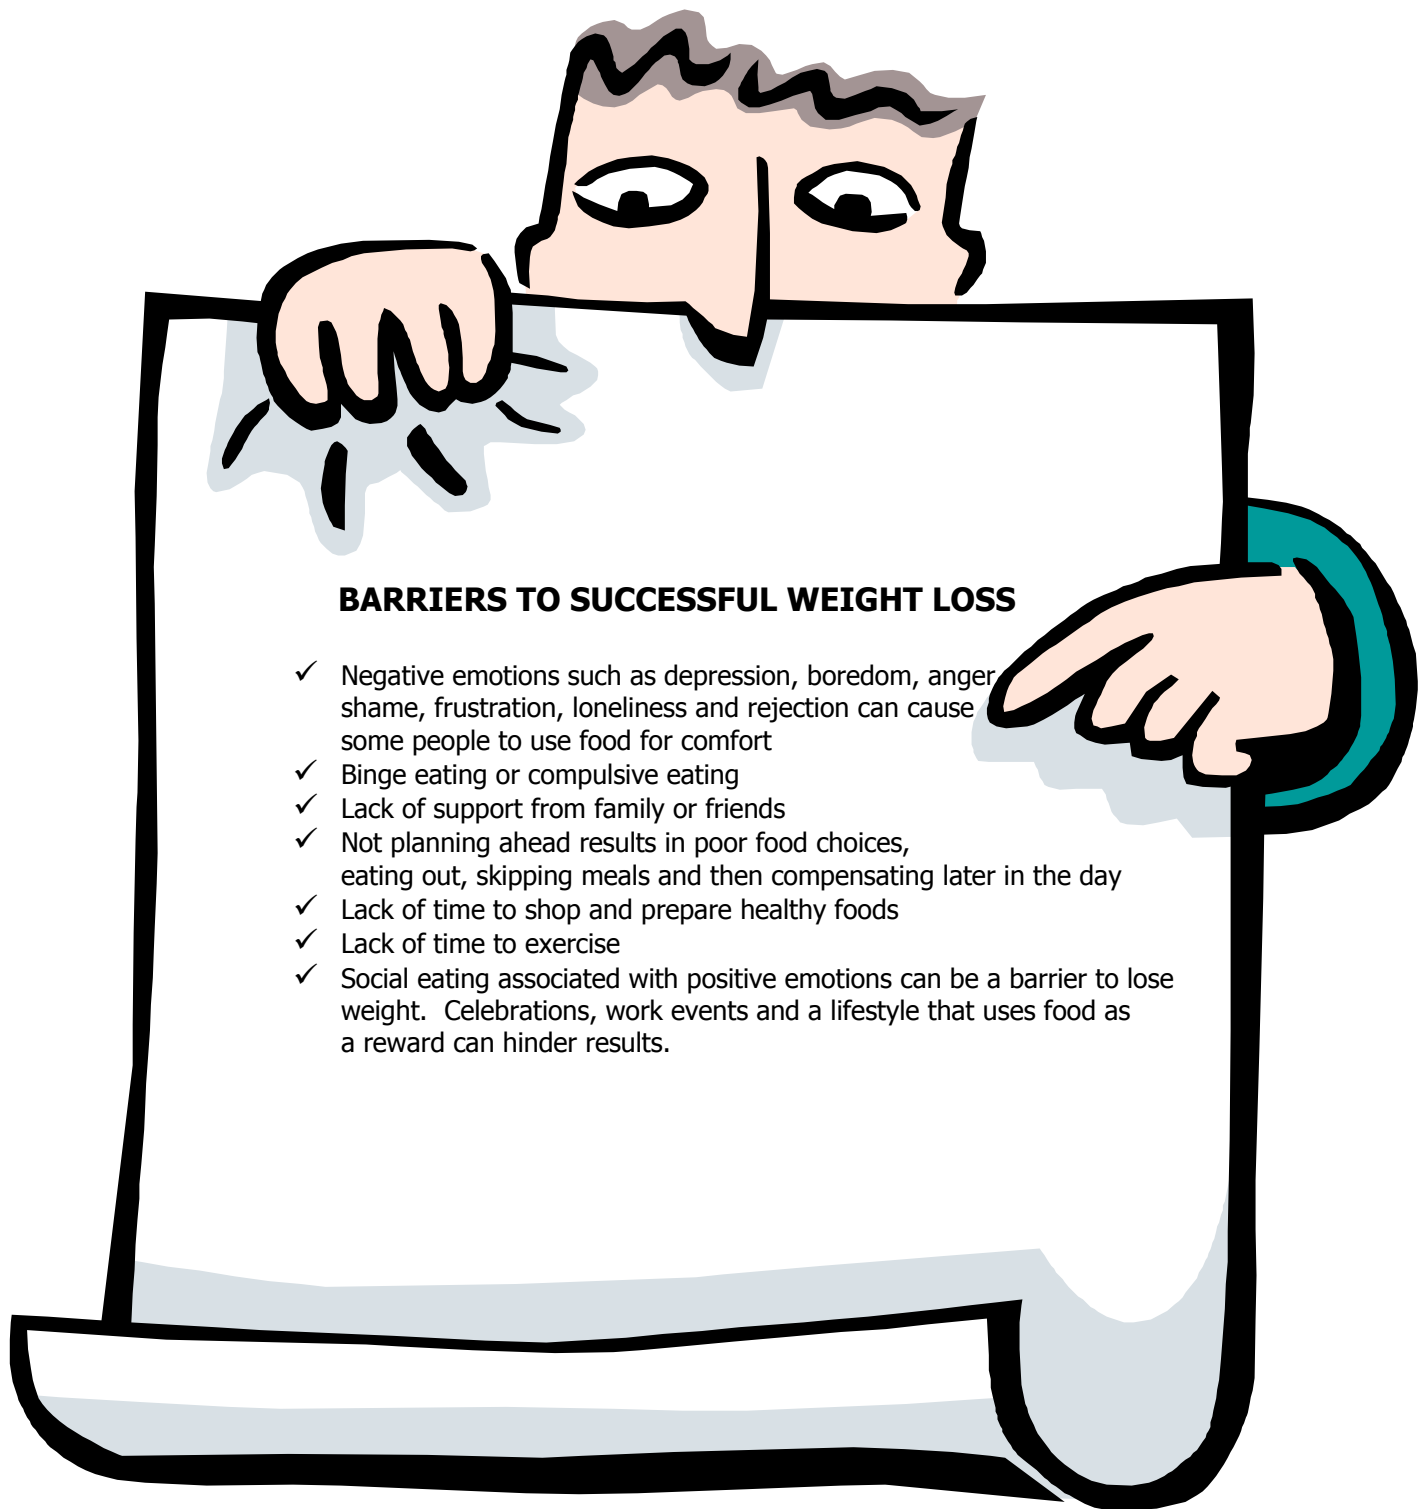 BARRIERS TO SUCCESSFUL WEIGHT LOSS
✓ Negative emotions such as depression, boredom, anger
shame, frustration, loneliness and rejection can cause
some people to use food for comfort
✓ Binge eating or compulsive eating
✓ Lack of support from family or friends
✓ Not planning ahead results in poor food choices,
eating out, skipping meals and then compensating later in the day
✓ Lack of time to shop and prepare healthy foods
✓ Lack of time to exercise
✓ Social eating associated with positive emotions can be a barrier to lose
weight.  Celebrations, work events and a lifestyle that uses food as
a reward can hinder results.